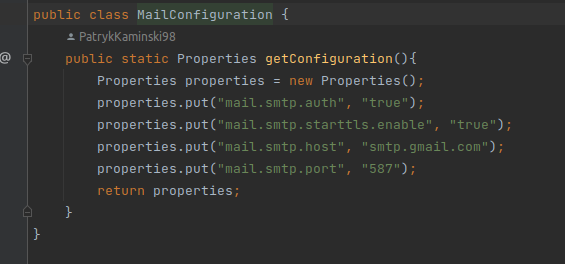 public class MailConfiguration {
PatrykKaminski98
@ public static Properties getConfiguration(){
Properties properties = new Properties();
properties.put("mail.smtp.auth", "true");
properties.put("mail.smtp.starttls.enable", "true");
properties.put("mail.smtp.host", "smtp.gmail.com");
properties.put("mail.smtp.port", "587");
return properties;
}
}